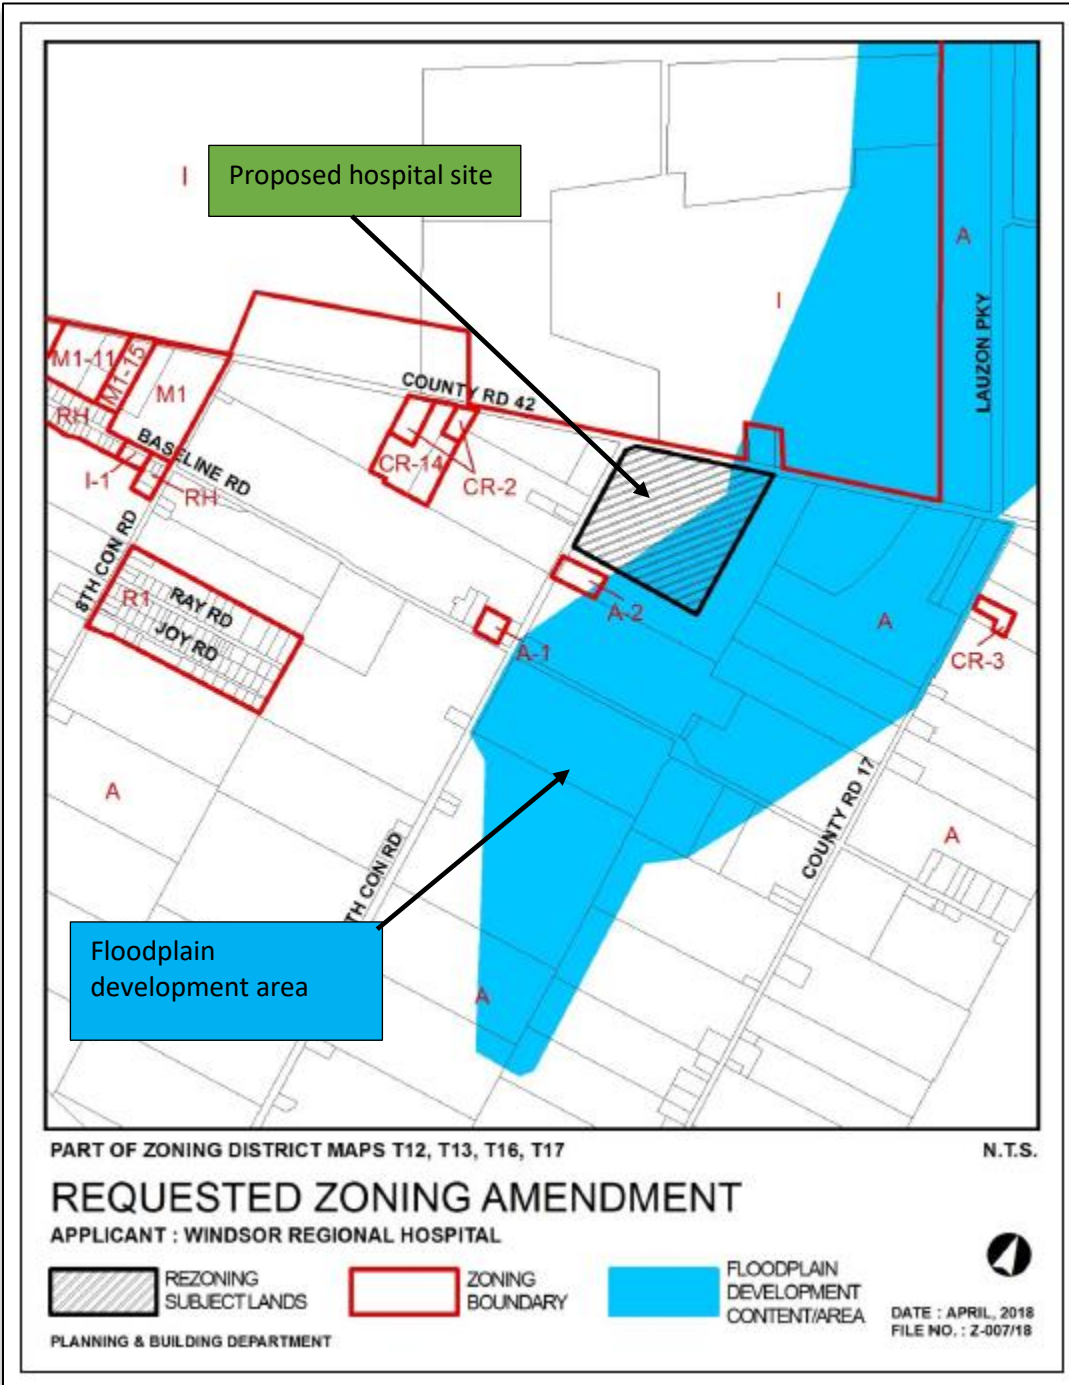 Proposed hospital site
I
A
I
LAUZON PKY
M1-11
M1-15
M1
COUNTY RD 42
RH
BASELINE RD
CR-14
CR-2
I-1
RH
8TH CON RD
R1
RAY RD
JOY RD
A-2
A-1
A
CR-3
A
COUNTY RD 17
A
TH CON RD
Floodplain
development area
A
PART OF ZONING DISTRICT MAPS T12, T13, T16, T17
N.T.S.
REQUESTED ZONING AMENDMENT
APPLICANT : WINDSOR REGIONAL HOSPITAL
REZONING
SUBJECT LANDS
ZONING
BOUNDARY
FLOODPLAIN
DEVELOPMENT
CONTENT/AREA
DATE : APRIL, 2018
FILE NO. : Z-007/18
PLANNING & BUILDING DEPARTMENT